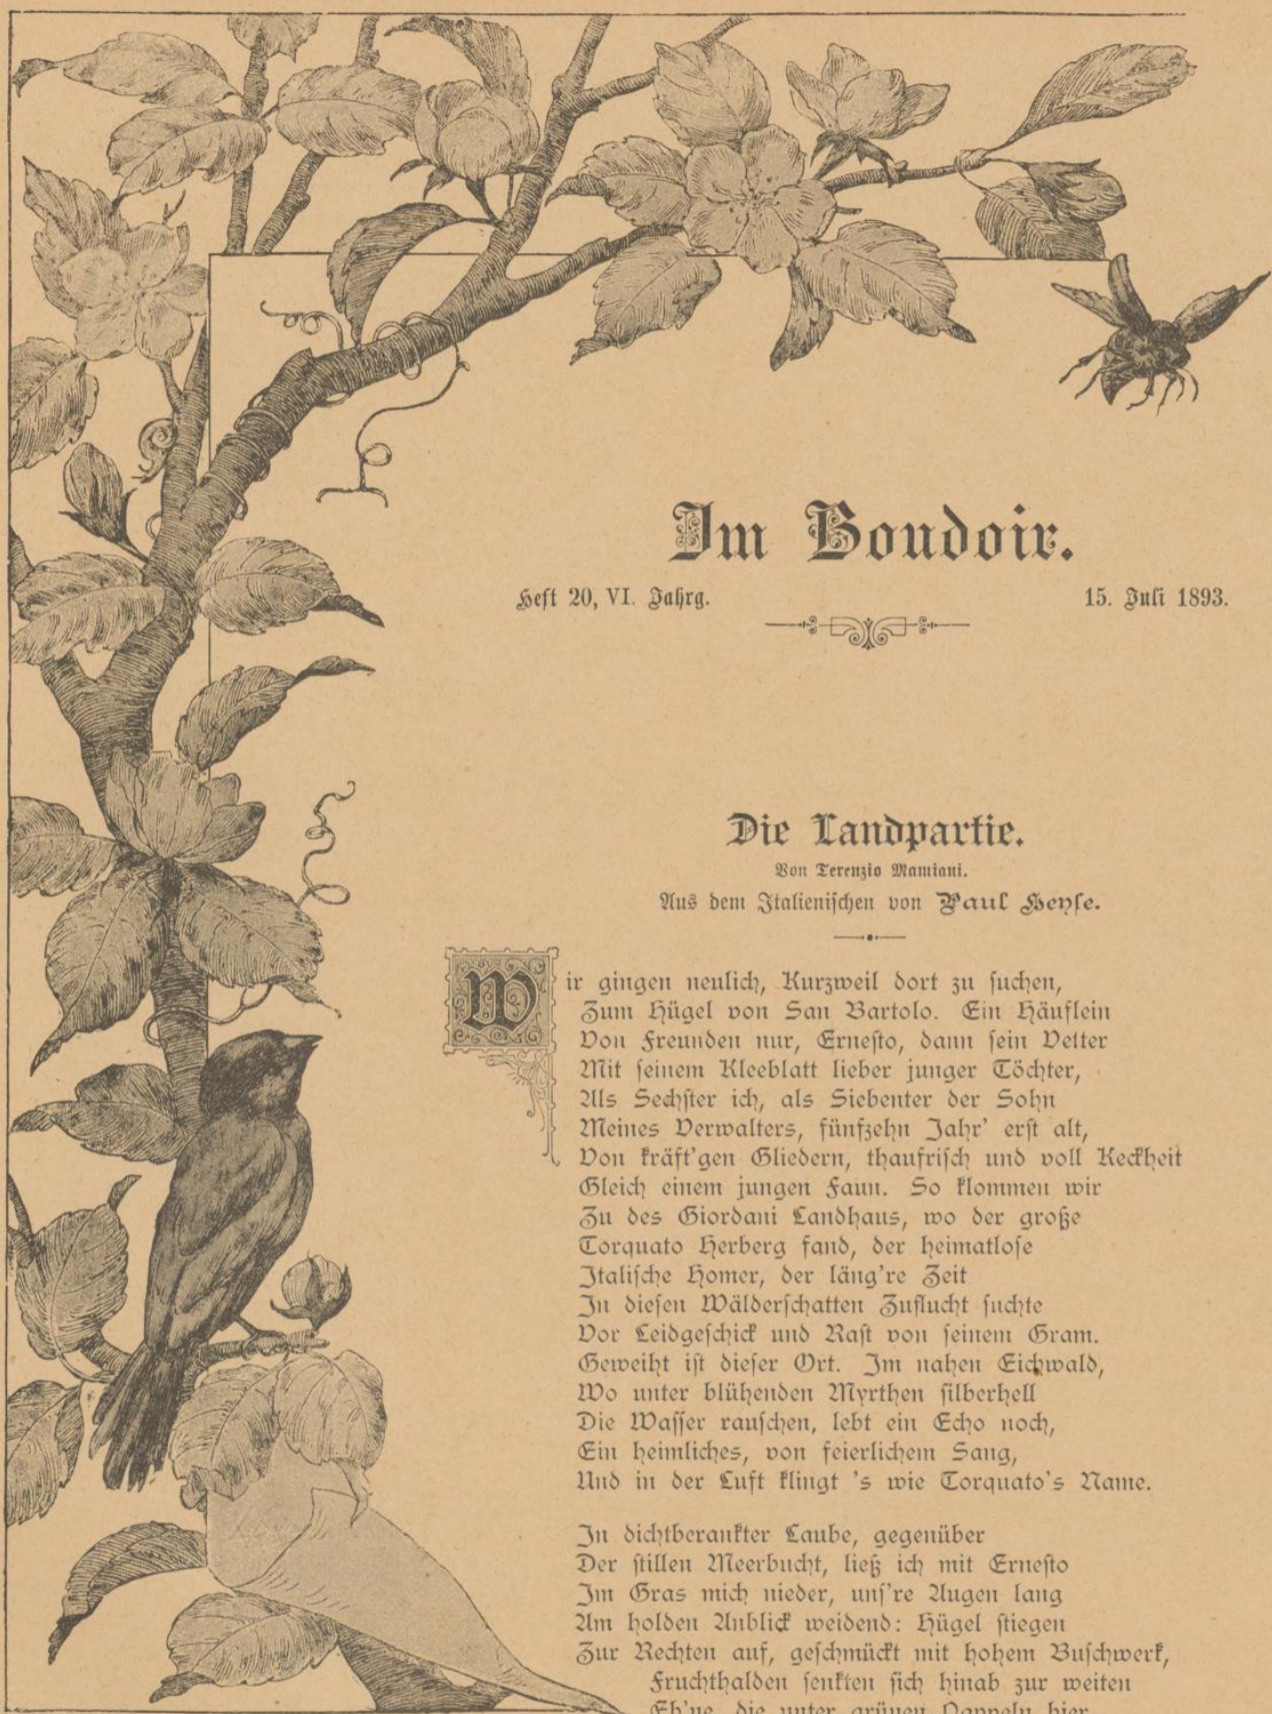 Im Boudoir.
Heft 20, VI. Jahrg. 15. Juli 1893.
Die Landpartie.
Von Terenzio Mamiani.
Aus dem Italienischen von Paul Heyse.
Wir gingen neulich, Kurzweil dort zu suchen,
Zum Hügel von San Bartolo. Ein Häuflein
Von Freunden nur, Ernesto, dann sein Vetter
Mit seinem Kleeblatt lieber junger Töchter,
Als Sechster ich, als Siebenter der Sohn
Meines Verwalters, fünfzehn Jahr' erst alt,
Von kräft'gen Gliedern, thaufrisch und voll Keckheit
Gleich einem jungen Faun. So klommen wir
Zu des Giordani Landhaus, wo der große
Torquato Herberg fand, der heimatlose
Italische Homer, der läng're Zeit
In diesen Wälderschatten Zuflucht suchte
Vor Leidgeschick und Rast von seinem Gram.
Geweiht ist dieser Ort. Im nahen Eichwald,
Wo unter blühenden Myrthen silberhell
Die Wasser rauschen, lebt ein Echo noch,
Ein heimliches, von feierlichem Sang,
Und in der Luft klingt 's wie Torquato's Name.
In dichtberankter Laube, gegenüber
Der stillen Meerbucht, ließ ich mit Ernesto
Im Gras mich nieder, uns're Augen lang
Am holden Anblick weidend: Hügel stiegen
Zur Rechten auf, geschmückt mit hohem Buschwerk,
Fruchthalden senkten sich hinab zur weiten
Eb'ne, die unter grünen Pappeln hier